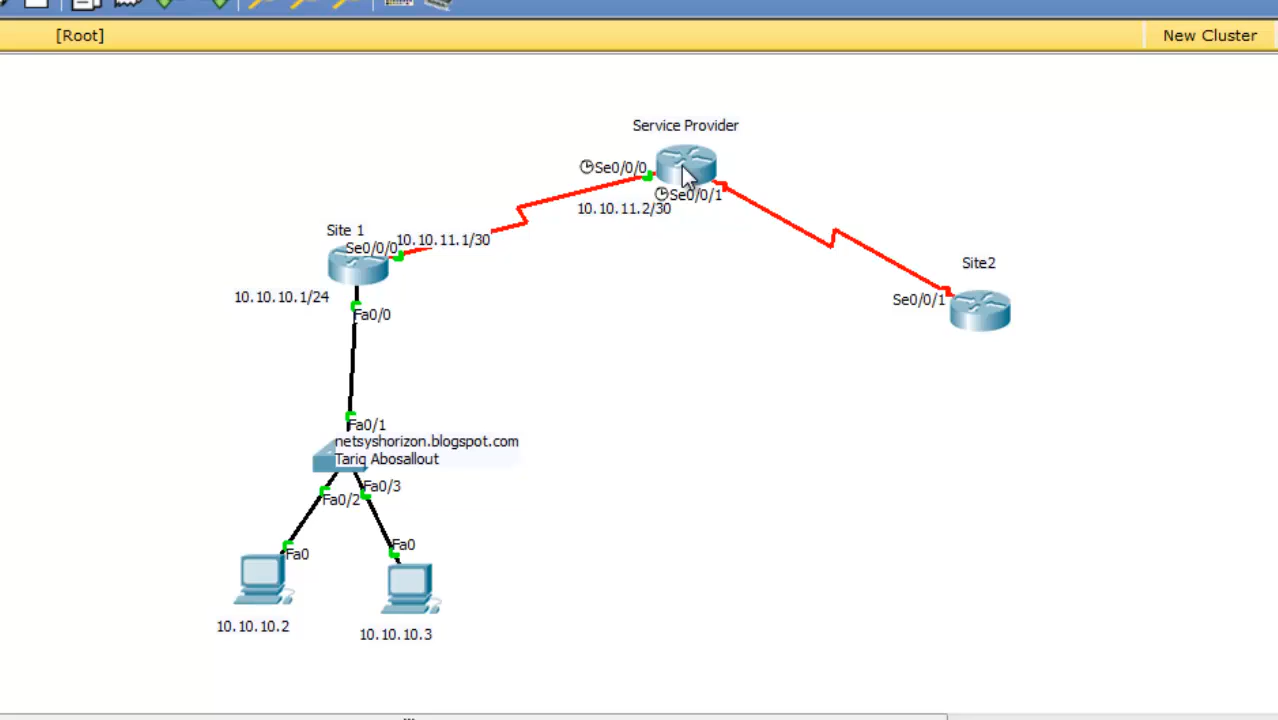 [Root]
New Cluster
Service Provider
Se0/0/0
Se0/0/1
10.10.11.2/30
Site 1
10.10.11.1/30
Se0/0/0
Site2
10.10.10.1/24
Se0/0/1
Fa0/0
Fa0/1
netsyshorizon.blogspot.com
Tariq Abosallout
Fa0/3
Fa0/2
Fa0
Fa0
10.10.10.2
10.10.10.3